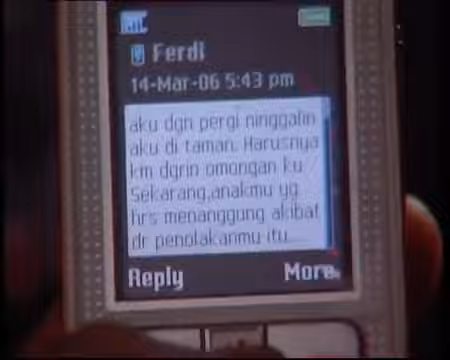 Ferdi
14-Mar-06 5:43 pm
aku dgn pergi ninggalin
aku di taman. Harusnya
km dgrin omongan ku
Sekarang,anakmu yg
hrs menanggung akibat
dr penolakanmu itu....
Reply More